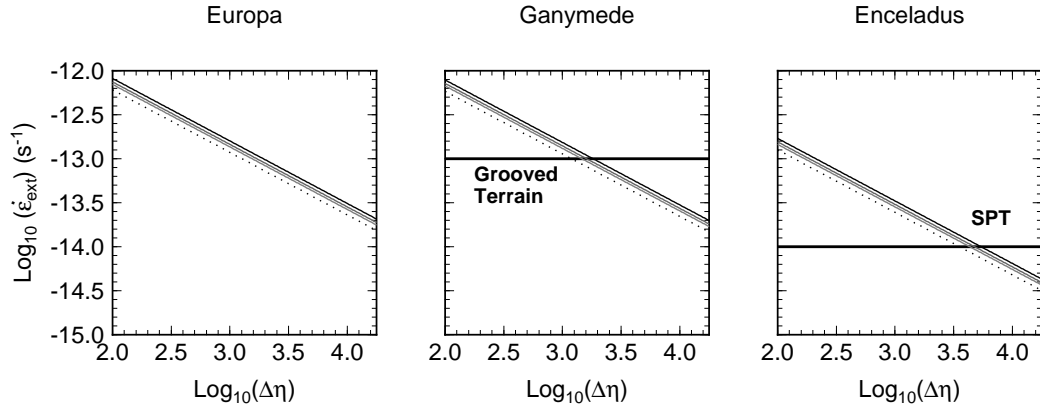 Europa
Ganymede
Enceladus
Log₁₀ (ε̇ext) (s⁻¹)
-12.0
-12.5
-13.0
-13.5
-14.0
-14.5
-15.0
2.0 2.5 3.0 3.5 4.0
Log₁₀(Δη)
Grooved
Terrain
2.0 2.5 3.0 3.5 4.0
Log₁₀(Δη)
SPT
2.0 2.5 3.0 3.5 4.0
Log₁₀(Δη)